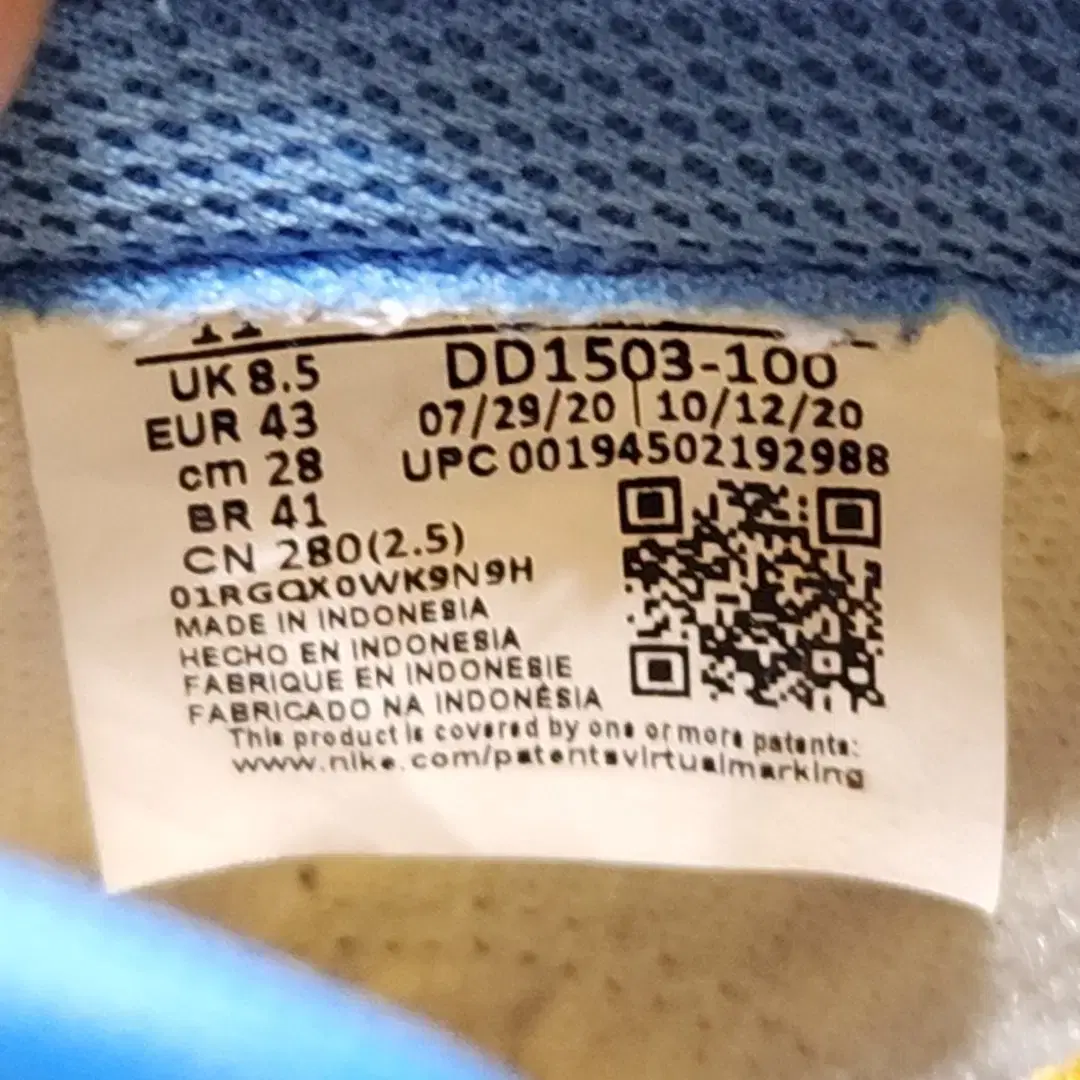 UK 8.5
EUR 43
cm 28
BR 41
CN 280(2.5)
DD1503-100
07/29/20 | 10/12/20
UPC 00194502192988
01RGQX0WK9N9H
MADE IN INDONESIA
HECHO EN INDONESIA
FABRIQUE EN INDONESIE
FABRICADO NA INDONÉSIA
This product is covered by one or more patents:
www.nike.com/patentsvirtualmarking